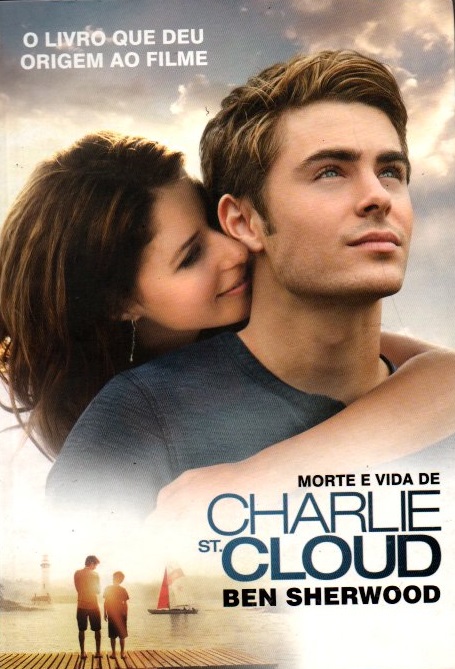 O LIVRO QUE DEU
ORIGEM AO FILME
MORTE E VIDA DE
CHARLIE
ST. CLOUD
BEN SHERWOOD